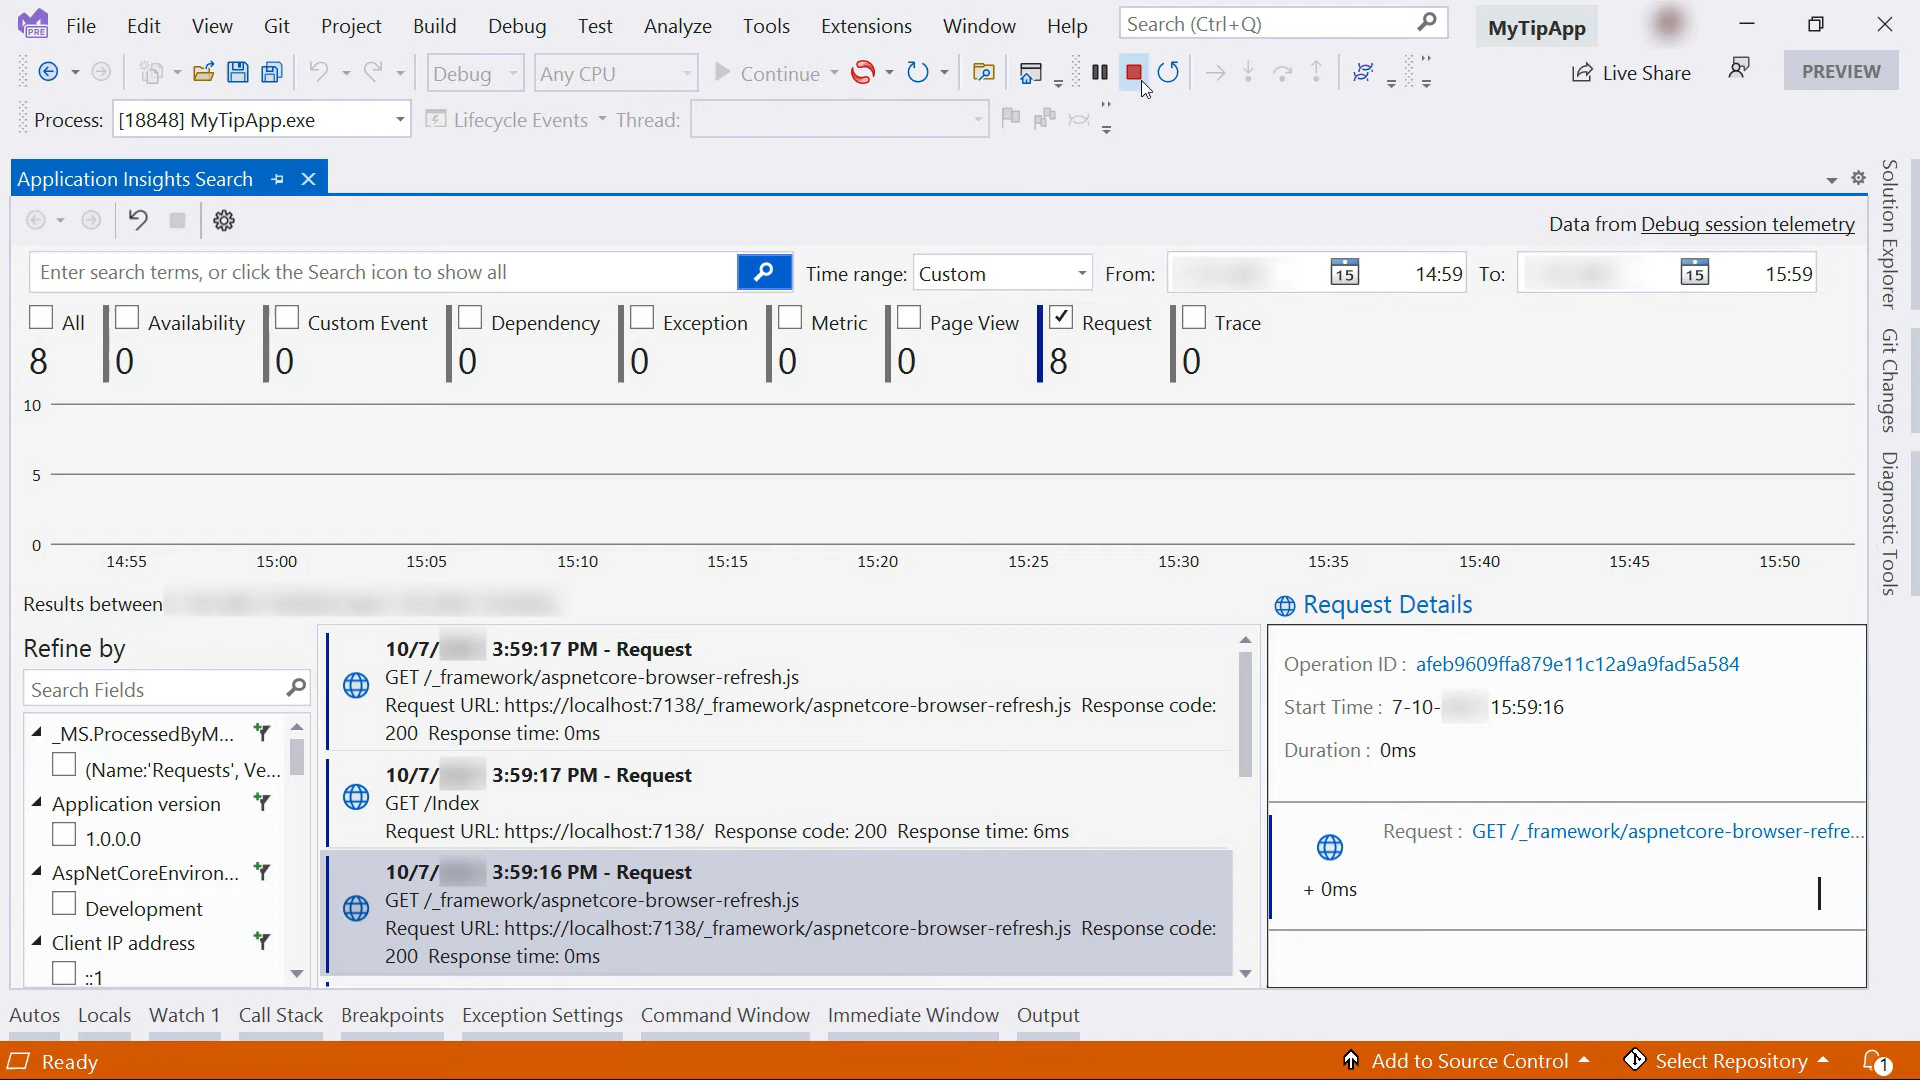 File Edit View Git Project Build Debug Test Analyze Tools Extensions Window Help Search (Ctrl+Q) MyTipApp
PRE
Debug Any CPU Continue Live Share PREVIEW
Process: [18848] MyTipApp.exe Lifecycle Events Thread:
Application Insights Search
Data from Debug session telemetry
Enter search terms, or click the Search icon to show all Time range: Custom From: 15 14:59 To: 15 15:59
All Availability Custom Event Dependency Exception Metric Page View Request Trace
8 0 0 0 0 0 0 8 0
10
5
0
14:55 15:00 15:05 15:10 15:15 15:20 15:25 15:30 15:35 15:40 15:45 15:50
Results between
Refine by
Search Fields
_MS.ProcessedByM...
(Name:'Requests', Ve...
Application version
1.0.0.0
AspNetCoreEnviron...
Development
Client IP address
::1
10/7/ 3:59:17 PM - Request
GET /_framework/aspnetcore-browser-refresh.js
Request URL: https://localhost:7138/_framework/aspnetcore-browser-refresh.js Response code:
200 Response time: 0ms
10/7/ 3:59:17 PM - Request
GET /Index
Request URL: https://localhost:7138/ Response code: 200 Response time: 6ms
10/7/ 3:59:16 PM - Request
GET /_framework/aspnetcore-browser-refresh.js
Request URL: https://localhost:7138/_framework/aspnetcore-browser-refresh.js Response code:
200 Response time: 0ms
Request Details
Operation ID : afeb9609ffa879e11c12a9a9fad5a584
Start Time : 7-10- 15:59:16
Duration : 0ms
Request : GET /_framework/aspnetcore-browser-refre...
+ 0ms
Solution Explorer
Git Changes
Diagnostic Tools
Autos Locals Watch 1 Call Stack Breakpoints Exception Settings Command Window Immediate Window Output
Ready Add to Source Control Select Repository 1